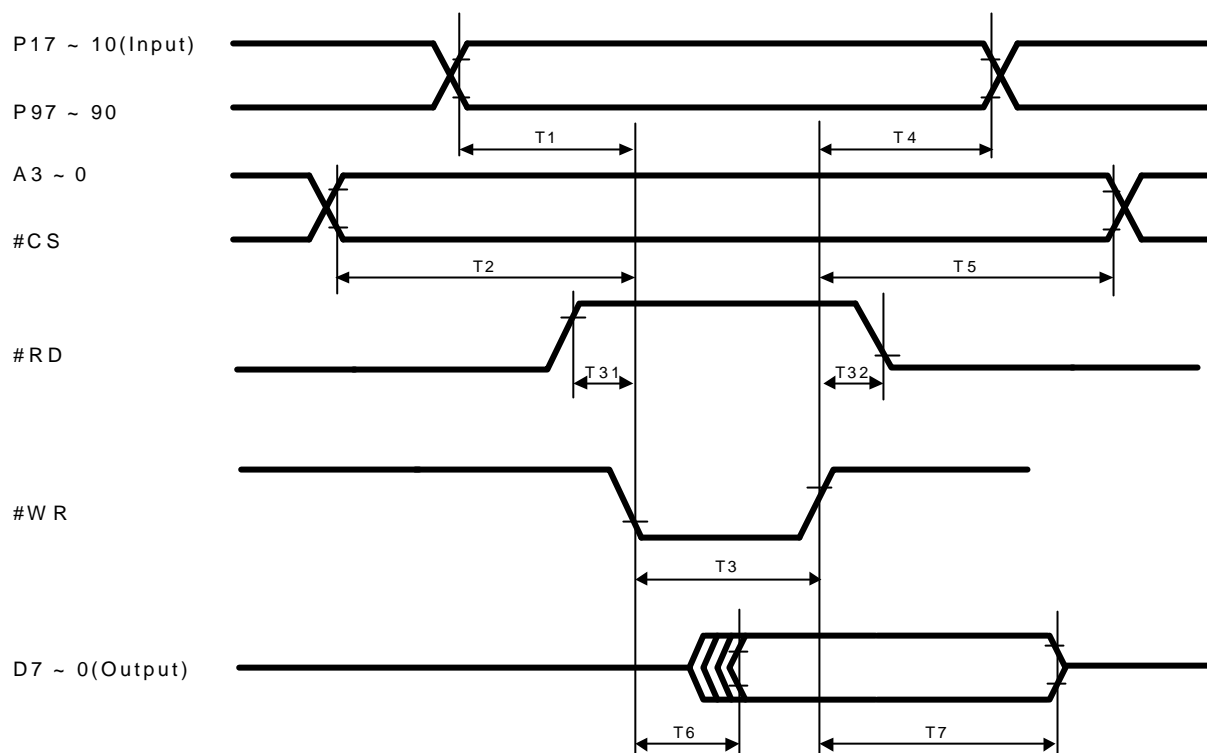 P17 ~ 10(Input)
P97 ~ 90
T1
T4
A3 ~ 0
#CS
T2
T5
#RD
T31
T32
#WR
T3
D7 ~ 0(Output)
T6
T7